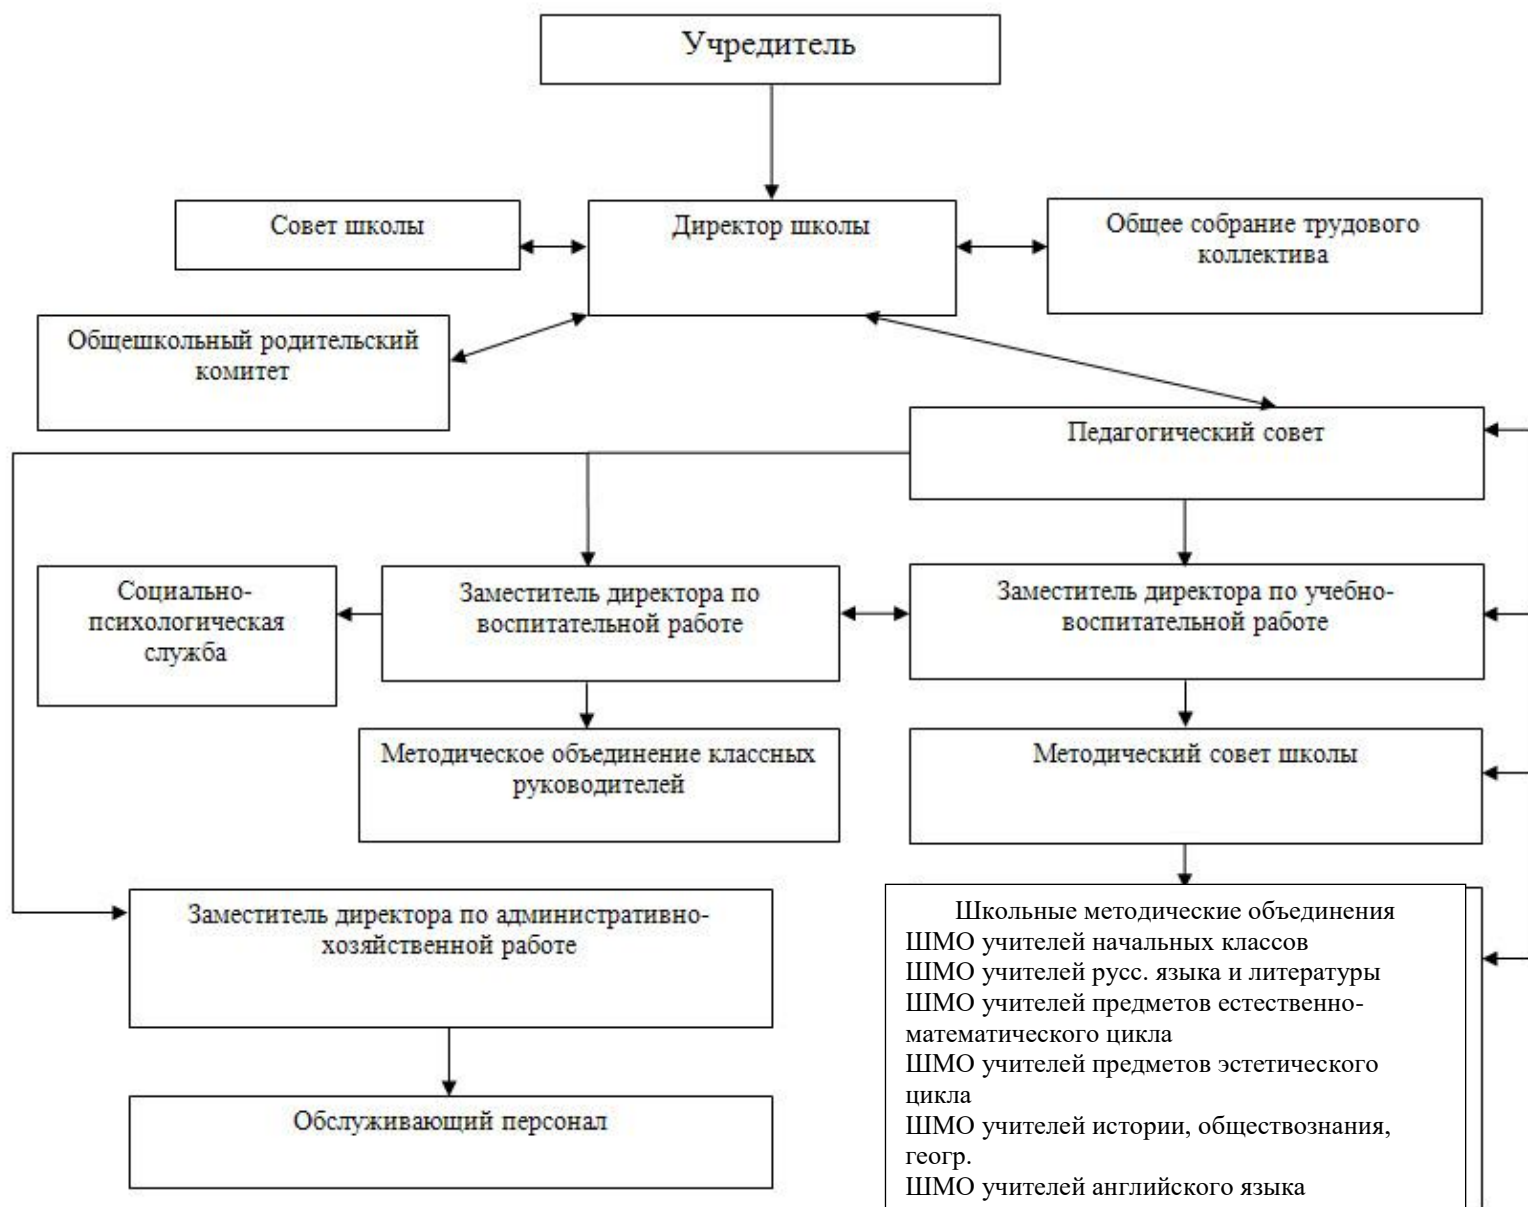 Учредитель
Совет школы
Директор школы
Общее собрание трудового
коллектива
Общешкольный родительский
комитет
Педагогический совет
Социально-
психологическая
служба
Заместитель директора по
воспитательной работе
Заместитель директора по учебно-
воспитательной работе
Методическое объединение классных
руководителей
Методический совет школы
Заместитель директора по административно-
хозяйственной работе
Школьные методические объединения
ШМО учителей начальных классов
ШМО учителей русс. языка и литературы
ШМО учителей предметов естественно-
математического цикла
ШМО учителей предметов эстетического
цикла
ШМО учителей истории, обществознания,
геогр.
ШМО учителей английского языка
Обслуживающий персонал